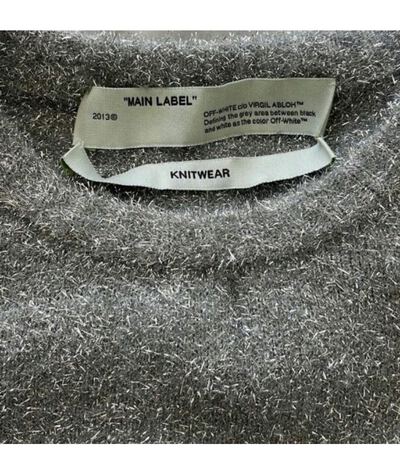 "MAIN LABEL"
2013®
OFF-WHITE c/o VIRGIL ABLOH™
Defining the grey area between black
and white as the color Off-White™
KNITWEAR